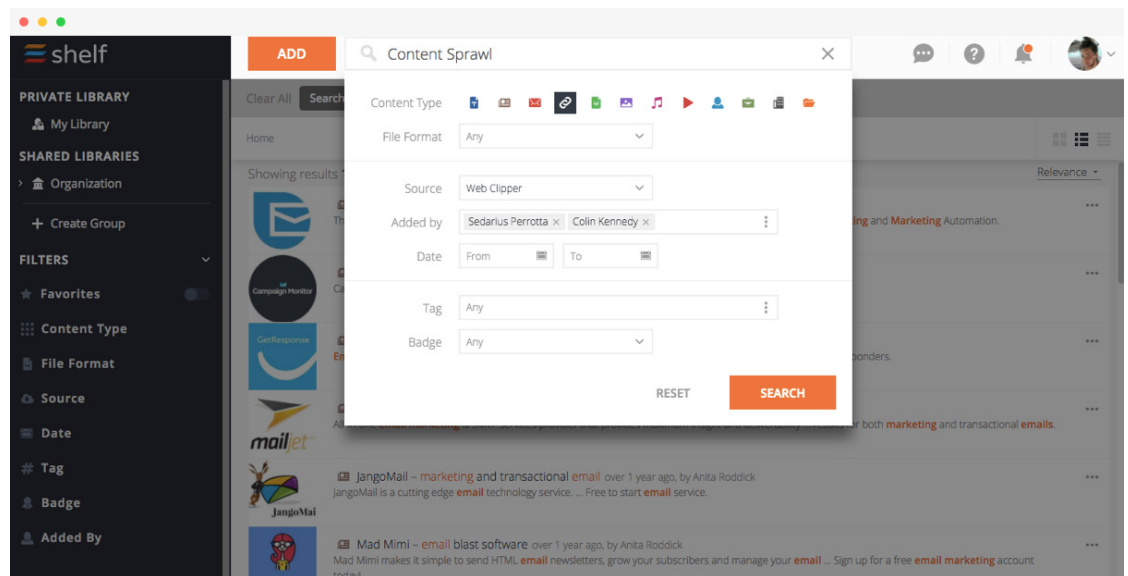 shelf
ADD
Content Sprawl
PRIVATE LIBRARY
My Library
SHARED LIBRARIES
Organization
Create Group
FILTERS
Favorites
Content Type
File Format
Source
Date
Tag
Badge
Added By
Clear All Search
Home
Showing results
Relevance
Content Type
File Format Any
Source Web Clipper
Added by Sedarius Perrotta × Colin Kennedy ×
Date From To
Tag Any
Badge Any
RESET SEARCH
and Marketing Automation.
Campaign Monitor
GetResponse
mailjet
or both marketing and transactional emails.
JangoMail – marketing and transactional email over 1 year ago, by Anita Roddick
JangoMail is a cutting edge email technology service. ... Free to start email service.
JangoMai
Mad Mimi – email blast software over 1 year ago, by Anita Roddick
Mad Mimi makes it simple to send HTML email newsletters, grow your subscribers and manage your email ... Sign up for a free email marketing account